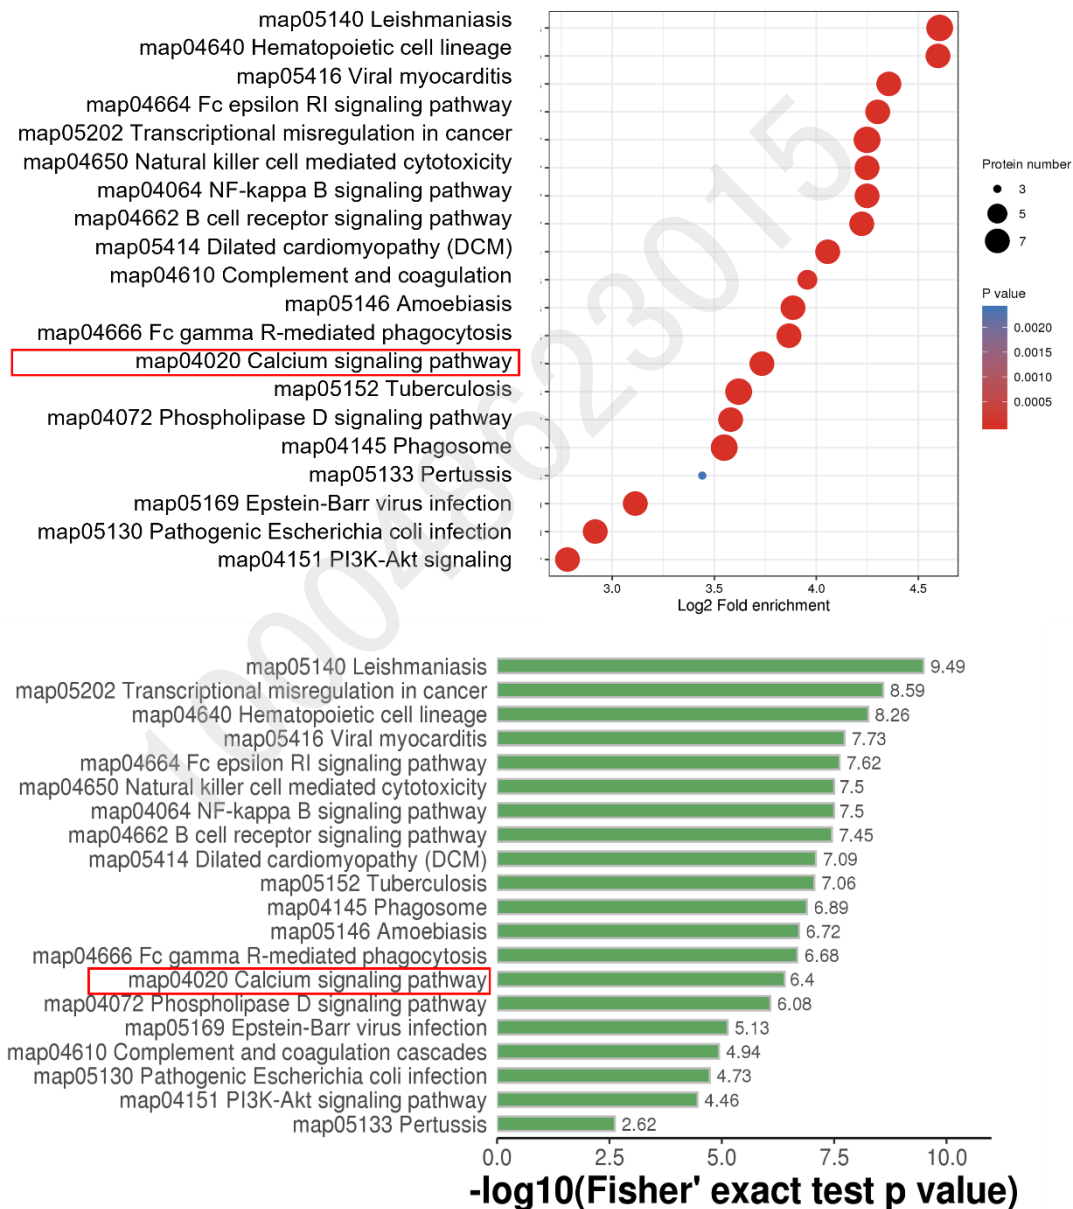 map05140 Leishmaniasis
map04640 Hematopoietic cell lineage
map05416 Viral myocarditis
map04664 Fc epsilon RI signaling pathway
map05202 Transcriptional misregulation in cancer
map04650 Natural killer cell mediated cytotoxicity
map04064 NF-kappa B signaling pathway
map04662 B cell receptor signaling pathway
map05414 Dilated cardiomyopathy (DCM)
map04610 Complement and coagulation
map05146 Amoebiasis
map04666 Fc gamma R-mediated phagocytosis
map04020 Calcium signaling pathway
map05152 Tuberculosis
map04072 Phospholipase D signaling pathway
map04145 Phagosome
map05133 Pertussis
map05169 Epstein-Barr virus infection
map05130 Pathogenic Escherichia coli infection
map04151 PI3K-Akt signaling
3.0 3.5 4.0 4.5
Log2 Fold enrichment
Protein number
3
5
7
P value
0.0020
0.0015
0.0010
0.0005
1000486623015
map05140 Leishmaniasis 9.49
map05202 Transcriptional misregulation in cancer 8.59
map04640 Hematopoietic cell lineage 8.26
map05416 Viral myocarditis 7.73
map04664 Fc epsilon RI signaling pathway 7.62
map04650 Natural killer cell mediated cytotoxicity 7.5
map04064 NF-kappa B signaling pathway 7.5
map04662 B cell receptor signaling pathway 7.45
map05414 Dilated cardiomyopathy (DCM) 7.09
map05152 Tuberculosis 7.06
map04145 Phagosome 6.89
map05146 Amoebiasis 6.72
map04666 Fc gamma R-mediated phagocytosis 6.68
map04020 Calcium signaling pathway 6.4
map04072 Phospholipase D signaling pathway 6.08
map05169 Epstein-Barr virus infection 5.13
map04610 Complement and coagulation cascades 4.94
map05130 Pathogenic Escherichia coli infection 4.73
map04151 PI3K-Akt signaling pathway 4.46
map05133 Pertussis 2.62
0.0 2.5 5.0 7.5 10.0
-log10(Fisher' exact test p value)